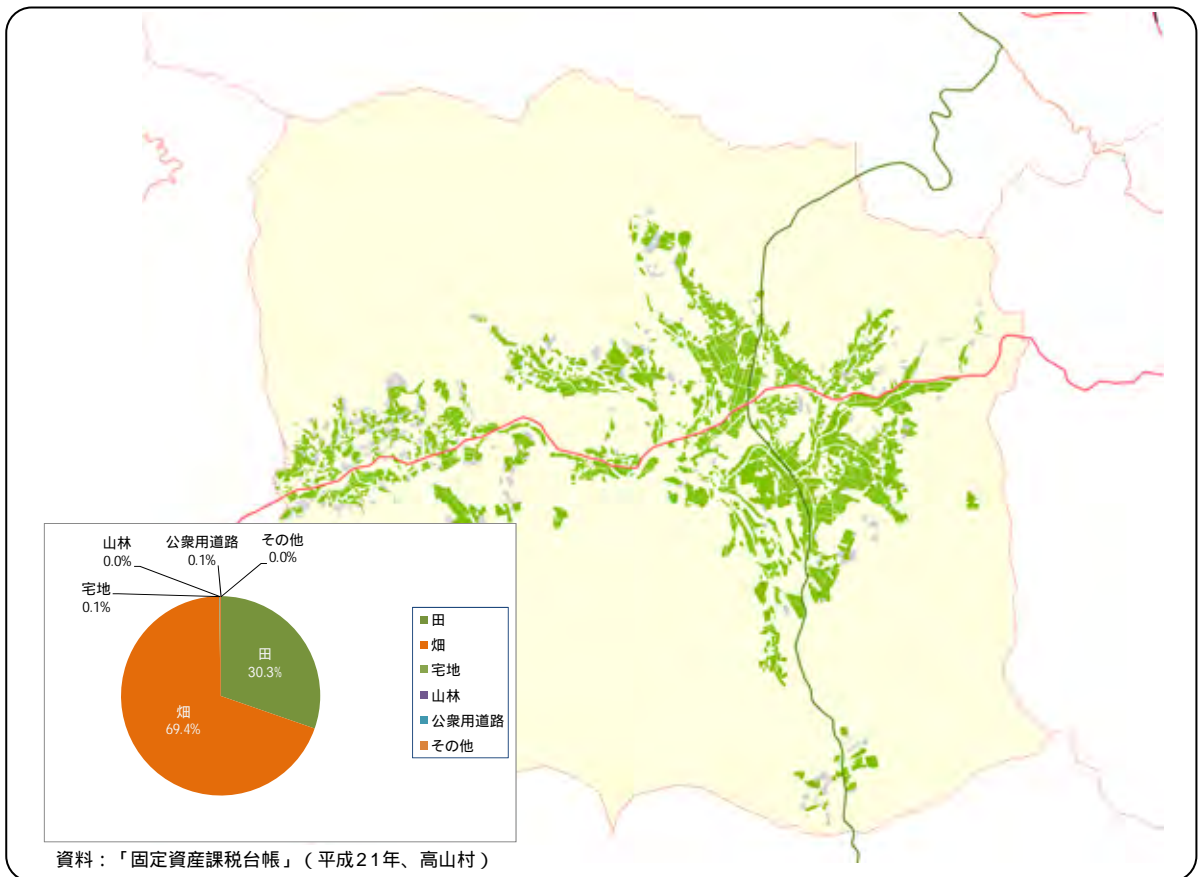 山林
0.0%
公衆用道路
0.1%
その他
0.0%
宅地
0.1%
田
30.3%
畑
69.4%
田
畑
宅地
山林
公衆用道路
その他
資料：「固定資産課税台帳」（平成21年、高山村）